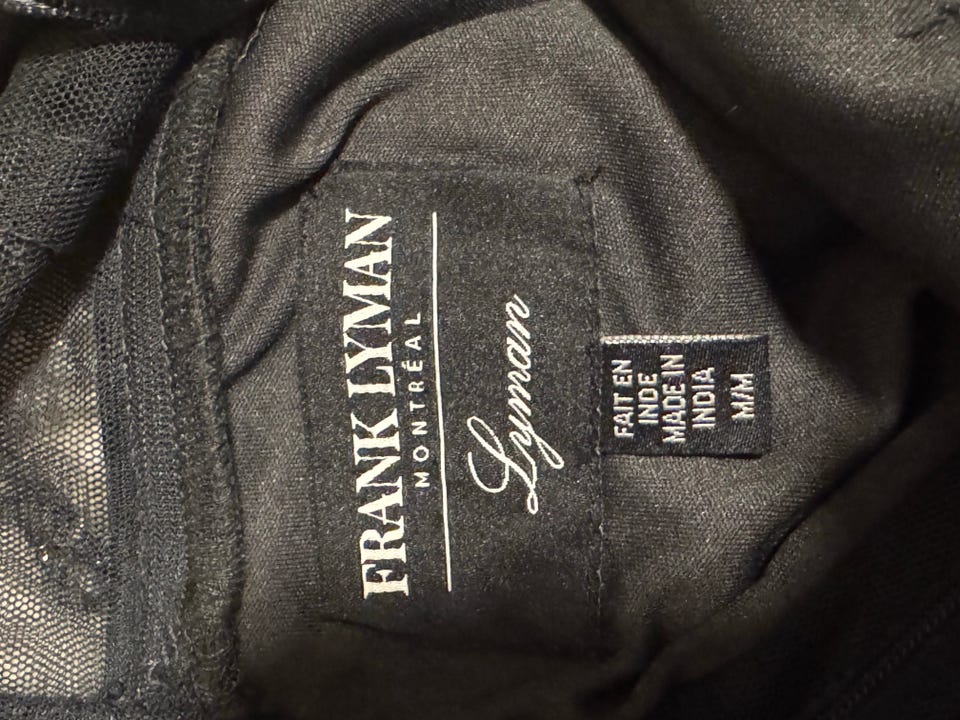 FRANK LYMAN
MONTRÉAL
Lyman
FAIT EN
INDE
MADE IN
INDIA
M/M